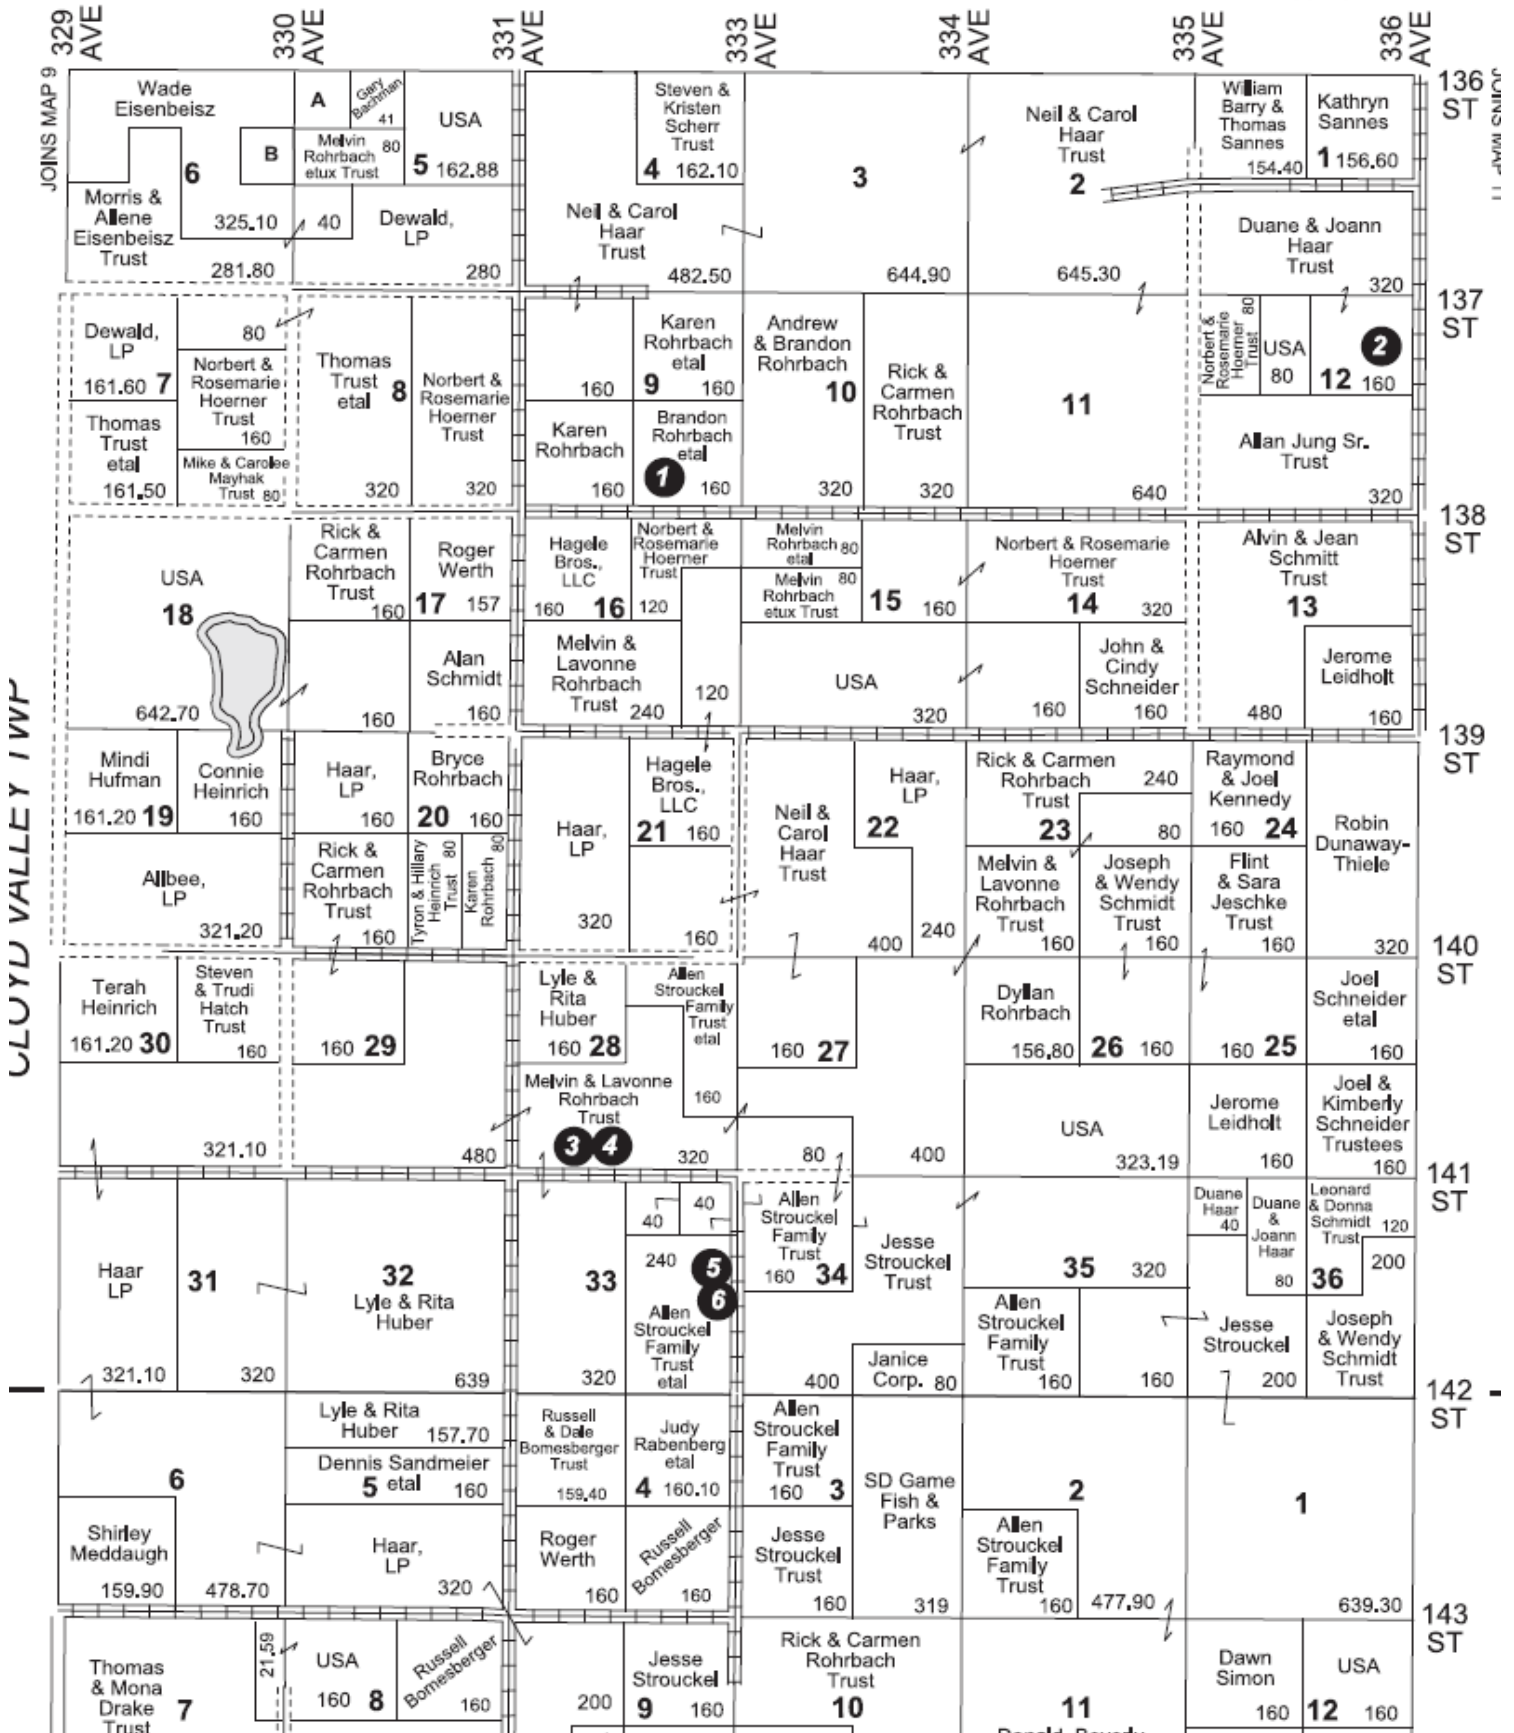 329 AVE
330 AVE
331 AVE
333 AVE
334 AVE
335 AVE
336 AVE
JOINS MAP 9
136 ST
Wade
Eisenbeisz
A
Gary
Bachman
41
USA
B
Melvin
Rohrbach
etux Trust
80
5 162.88
6
Morris &
Allene
Eisenbeisz
Trust
325.10
281.80
40
Dewald,
LP
280
Steven &
Kristen
Scherr
Trust
4 162.10
Neil & Carol
Haar
Trust
482.50
3
644.90
Neil & Carol
Haar
Trust
2
645.30
William
Barry &
Thomas
Sannes
154.40
Kathryn
Sannes
1 156.60
Duane & Joann
Haar
Trust
320
137 ST
Dewald,
LP
161.60 7
80
Norbert &
Rosemarie
Hoerner
Trust
160
Thomas
Trust
etal
161.50
Mike & Carolee
Mayhak
Trust 80
Thomas
Trust
etal
8
320
Norbert &
Rosemarie
Hoerner
Trust
320
160
Karen
Rohrbach
etal
9 160
Karen
Rohrbach
160
Brandon
Rohrbach
etal
1
160
Andrew
& Brandon
Rohrbach
10
320
Rick &
Carmen
Rohrbach
Trust
320
11
640
Norbert &
Rosemarie
Hoerner
Trust
80
USA
80
2
12 160
Allan Jung Sr.
Trust
320
138 ST
USA
18
642.70
Rick &
Carmen
Rohrbach
Trust
160
Roger
Werth
17 157
160
Alan
Schmidt
160
Hagele
Bros.,
LLC
160 16
Norbert &
Rosemarie
Hoerner
Trust
120
Melvin &
Lavonne
Rohrbach
Trust
240
120
Melvin
Rohrbach
etal
80
Melvin
Rohrbach
etux Trust
80
15 160
USA
320
Norbert & Rosemarie
Hoerner
Trust
14 320
160
John &
Cindy
Schneider
160
Alvin & Jean
Schmitt
Trust
13
480
Jerome
Leidholt
160
139 ST
CLOYD VALLEY TWP
Mindi
Hufman
161.20 19
Connie
Heinrich
160
Allbee,
LP
321.20
Haar,
LP
160
Bryce
Rohrbach
20 160
Rick &
Carmen
Rohrbach
Trust
160
Tyron & Hillary
Heinrich
Trust
80
Karen
Rohrbach
80
Haar,
LP
320
Hagele
Bros.,
LLC
21 160
160
Neil &
Carol
Haar
Trust
400
Haar,
LP
22
240
Rick & Carmen
Rohrbach
Trust
240
23
80
Melvin &
Lavonne
Rohrbach
Trust
160
Joseph
& Wendy
Schmidt
Trust
160
Raymond
& Joel
Kennedy
160 24
Flint
& Sara
Jeschke
Trust
160
Robin
Dunaway-
Thiele
320
140 ST
Terah
Heinrich
161.20 30
Steven
& Trudi
Hatch
Trust
160
321.10
160 29
480
Lyle &
Rita
Huber
160 28
Allen
Strouckel
Family
Trust
etal
160
Melvin & Lavonne
Rohrbach
Trust
3 4
320
160 27
80
400
Dyllan
Rohrbach
156.80 26 160
USA
323.19
160 25
Joel
Schneider
etal
160
Jerome
Leidholt
160
Joel &
Kimberly
Schneider
Trustees
160
141 ST
Haar
LP
321.10
31
320
32
Lyle & Rita
Huber
639
33
320
40
40
240
5
6
Allen
Strouckel
Family
Trust
etal
Allen
Strouckel
Family
Trust
160 34
400
Jesse
Strouckel
Trust
Janice
Corp. 80
35 320
Allen
Strouckel
Family
Trust
160
160
Duane
Haar
40
Duane
&
Joann
Haar
80
Leonard
& Donna
Schmidt
Trust
120
36
200
Jesse
Strouckel
200
Joseph
& Wendy
Schmidt
Trust
142 ST
6
Shirley
Meddaugh
159.90
478.70
Lyle & Rita
Huber 157.70
Dennis Sandmeier
5 etal 160
Haar,
LP
320
Russell
& Dale
Bomesberger
Trust
159.40
Judy
Rabenberg
etal
4 160.10
Roger
Werth
160
Russell
Bomesberger
160
Allen
Strouckel
Family
Trust
160 3
Jesse
Strouckel
Trust
160
SD Game
Fish &
Parks
319
2
Allen
Strouckel
Family
Trust
160
477.90
1
639.30
143 ST
Thomas
& Mona
Drake
Trust
7
21.59
USA
160 8
Russell
Bomesberger
160
200
Jesse
Strouckel
9 160
Rick & Carmen
Rohrbach
Trust
10
11
Dawn
Simon
160
USA
12 160